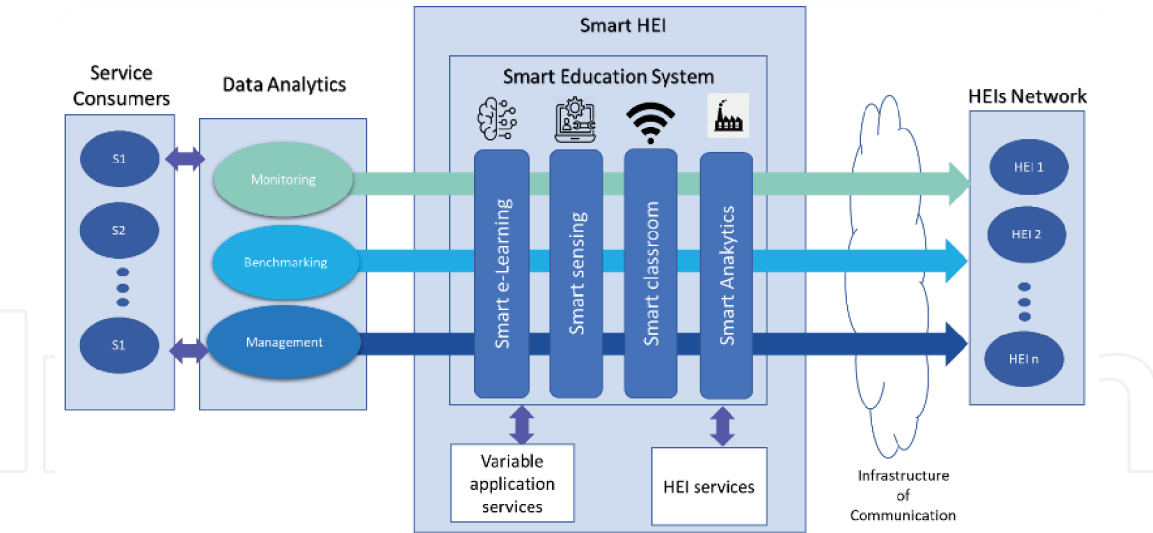 Smart HEI
Smart Education System
Service
Consumers
Data Analytics
HEIs Network
S1
S2
S1
Monitoring
Benchmarking
Management
Smart e-Learning
Smart sensing
Smart classroom
Smart Anakytics
HEI 1
HEI 2
HEI n
Variable
application
services
HEI services
Infrastructure
of
Communication